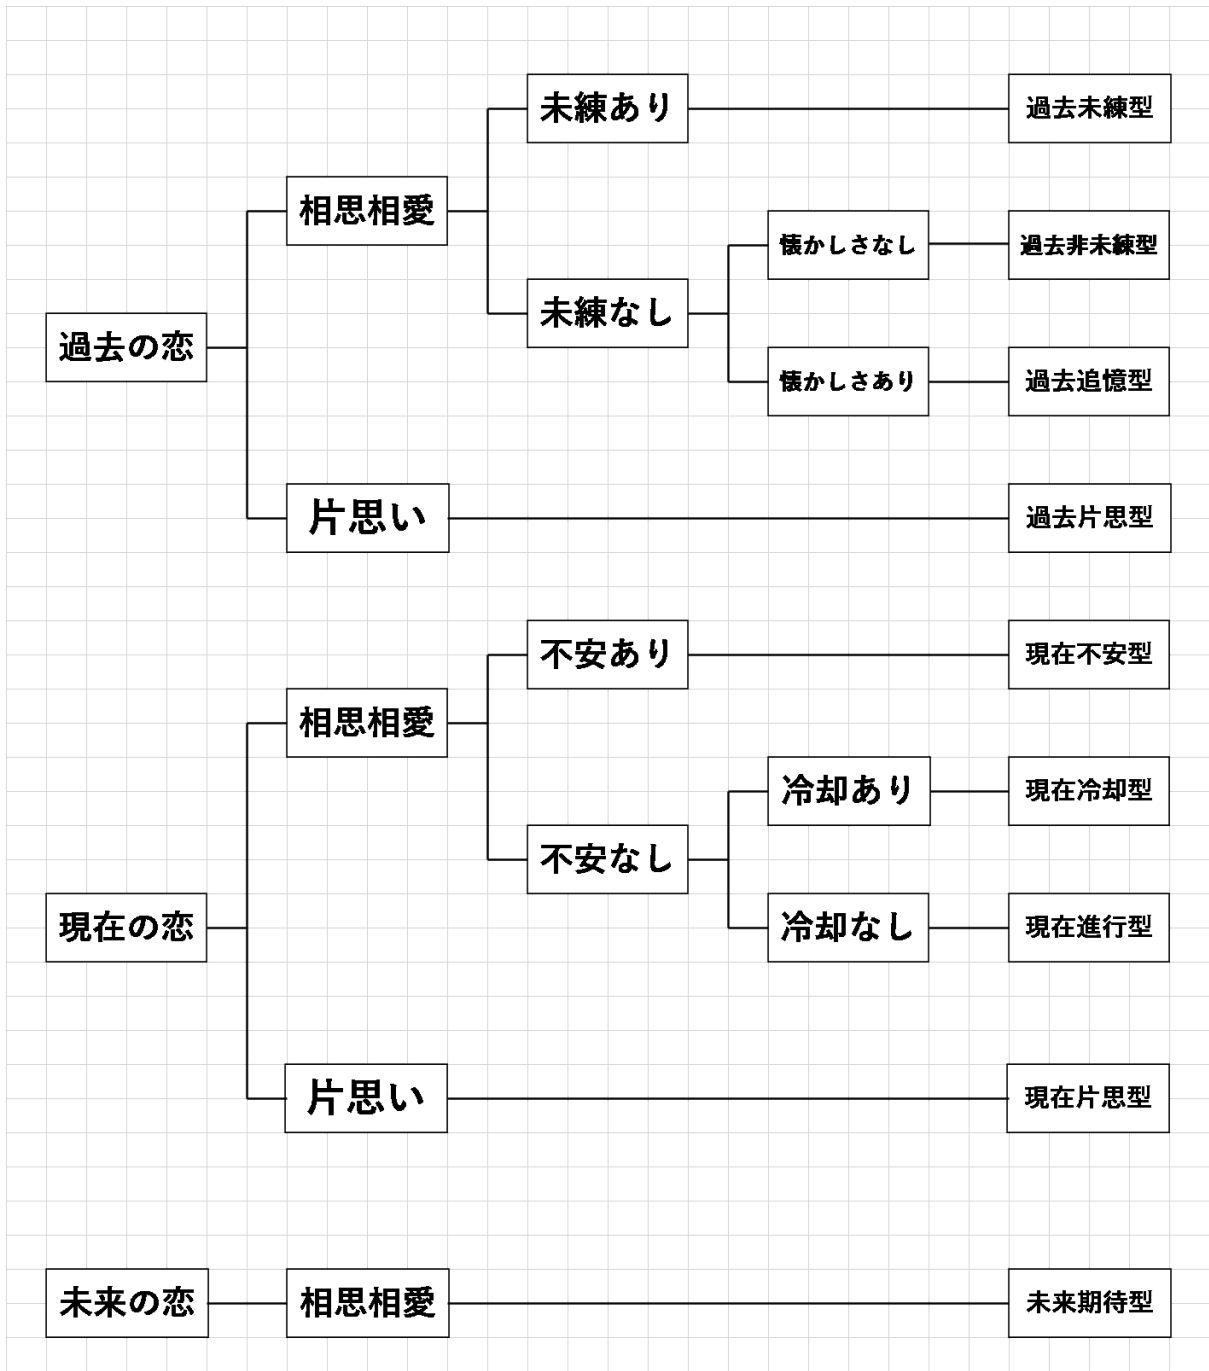 未練あり
過去未練型
相思相愛
懐かしさなし
過去非未練型
未練なし
過去の恋
懐かしさあり
過去追憶型
片思い
過去片思型
不安あり
現在不安型
相思相愛
冷却あり
現在冷却型
不安なし
現在の恋
冷却なし
現在進行型
片思い
現在片思型
未来の恋
相思相愛
未来期待型